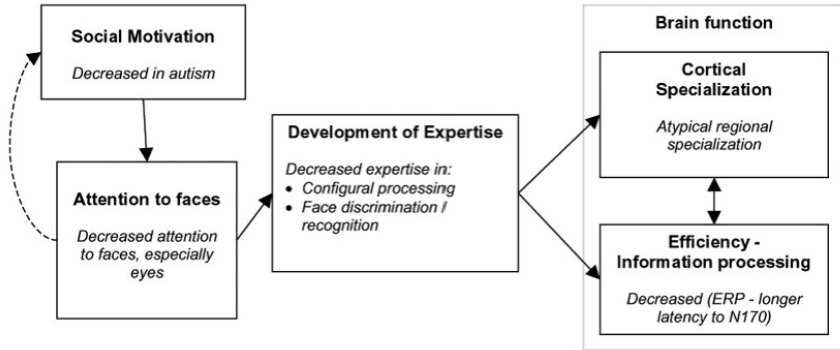 Social Motivation
Decreased in autism
Attention to faces
Decreased attention
to faces, especially
eyes
Development of Expertise
Decreased expertise in:
• Configural processing
• Face discrimination /
recognition
Brain function
Cortical
Specialization
Atypical regional
specialization
Efficiency -
Information processing
Decreased (ERP - longer
latency to N170)